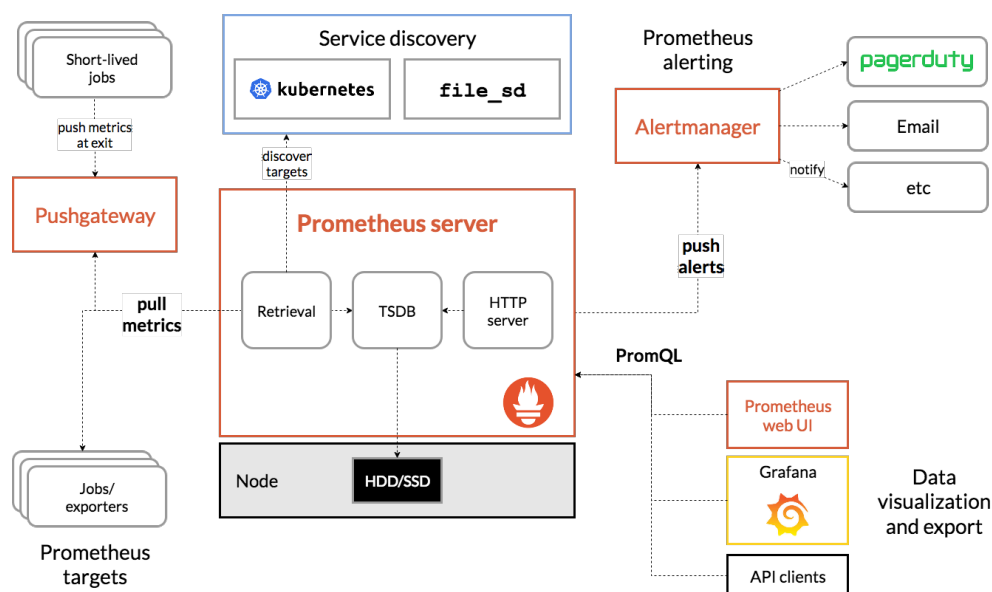 Short-lived
jobs
push metrics
at exit
Pushgateway
pull
metrics
Jobs/
exporters
Prometheus
targets
Service discovery
kubernetes
file_sd
discover
targets
Prometheus server
Retrieval
TSDB
HTTP
server
Node
HDD/SSD
Prometheus
alerting
Alertmanager
pagerduty
Email
etc
notify
push
alerts
PromQL
Prometheus
web UI
Grafana
API clients
Data
visualization
and export